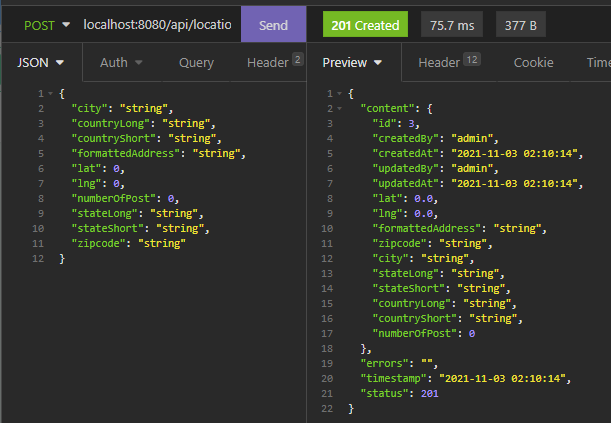 POST localhost:8080/api/locatio Send 201 Created 75.7 ms 377 B
JSON Auth Query Header 2 Preview Header 12 Cookie Time
1 {
2 "city": "string",
3 "countryLong": "string",
4 "countryShort": "string",
5 "formattedAddress": "string",
6 "lat": 0,
7 "lng": 0,
8 "numberOfPost": 0,
9 "stateLong": "string",
10 "stateShort": "string",
11 "zipcode": "string"
12 }
1 {
2 "content": {
3 "id": 3,
4 "createdBy": "admin",
5 "createdAt": "2021-11-03 02:10:14",
6 "updatedBy": "admin",
7 "updatedAt": "2021-11-03 02:10:14",
8 "lat": 0.0,
9 "lng": 0.0,
10 "formattedAddress": "string",
11 "zipcode": "string",
12 "city": "string",
13 "stateLong": "string",
14 "stateShort": "string",
15 "countryLong": "string",
16 "countryShort": "string",
17 "numberOfPost": 0
18 },
19 "errors": "",
20 "timestamp": "2021-11-03 02:10:14",
21 "status": 201
22 }